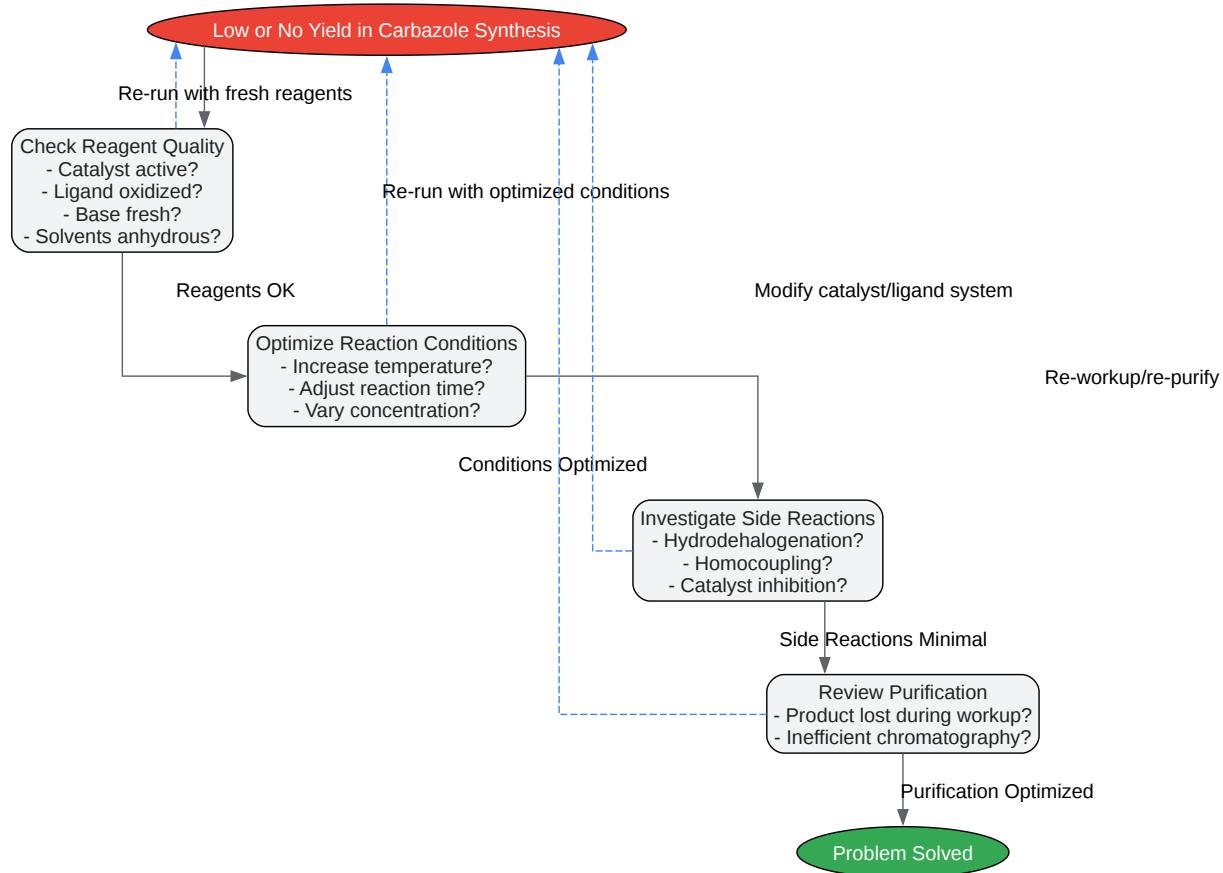 Low or No Yield in Carbazole Synthesis
Re-run with fresh reagents
Check Reagent Quality
- Catalyst active?
- Ligand oxidized?
- Base fresh?
- Solvents anhydrous?
Re-run with optimized conditions
Reagents OK
Modify catalyst/ligand system
Optimize Reaction Conditions
- Increase temperature?
- Adjust reaction time?
- Vary concentration?
Re-workup/re-purify
Conditions Optimized
Investigate Side Reactions
- Hydrodehalogenation?
- Homocoupling?
- Catalyst inhibition?
Side Reactions Minimal
Review Purification
- Product lost during workup?
- Inefficient chromatography?
Purification Optimized
Problem Solved